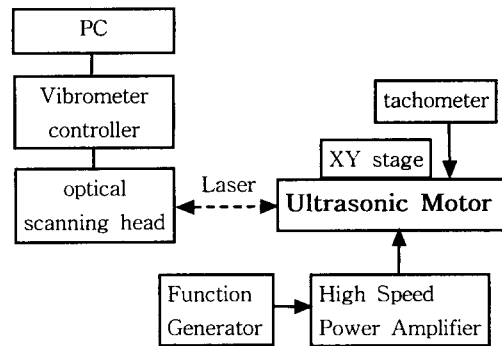 PC
Vibrometer
controller
optical
scanning head
Laser
tachometer
XY stage
Ultrasonic Motor
Function
Generator
High Speed
Power Amplifier